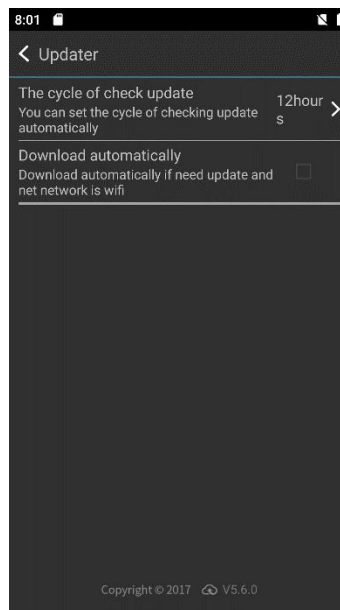 8:01
Updater
The cycle of check update
You can set the cycle of checking update
automatically
12hour
s
Download automatically
Download automatically if need update and
net network is wifi
Copyright © 2017 V5.6.0